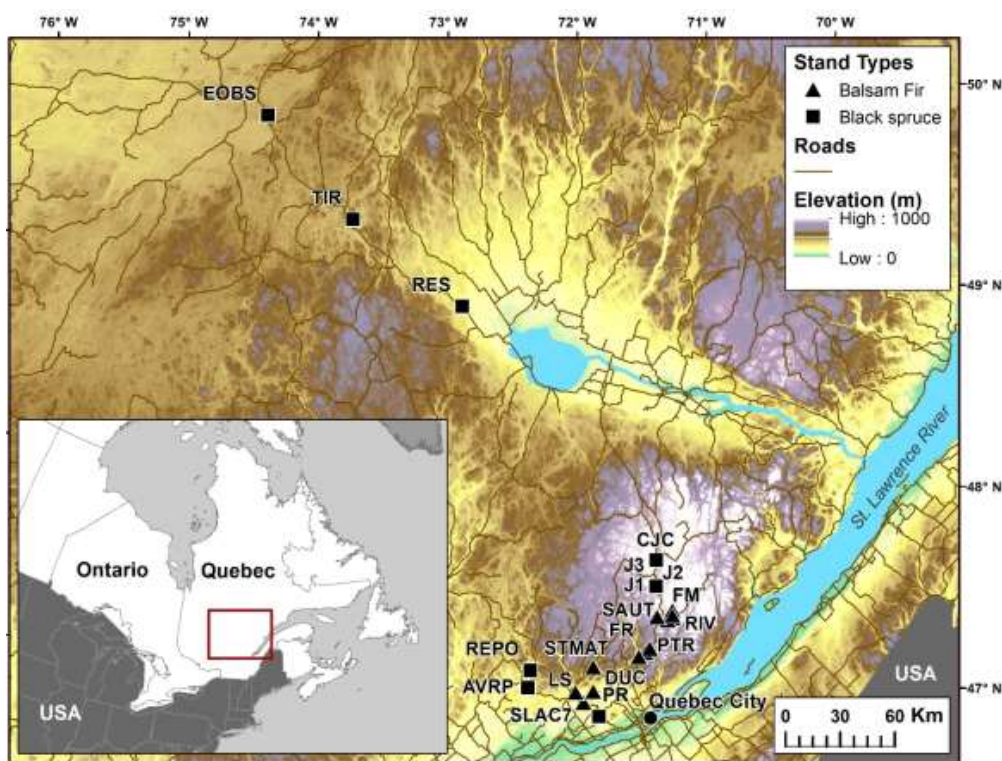 76° W 75° W 74° W 73° W 72° W 71° W 70° W
50° N
49° N
48° N
47° N
Stand Types
Balsam Fir
Black spruce
Roads
Elevation (m)
High : 1000
Low : 0
EOBS
TIR
RES
St. Lawrence River
CJC
J3
J2
J1
FM
SAUT
FR
RIV
PTR
STMAT
REPO
DUC
LS
AVRP
PR
SLAC7
Quebec City
USA
0 30 60 Km
Ontario
Quebec
USA